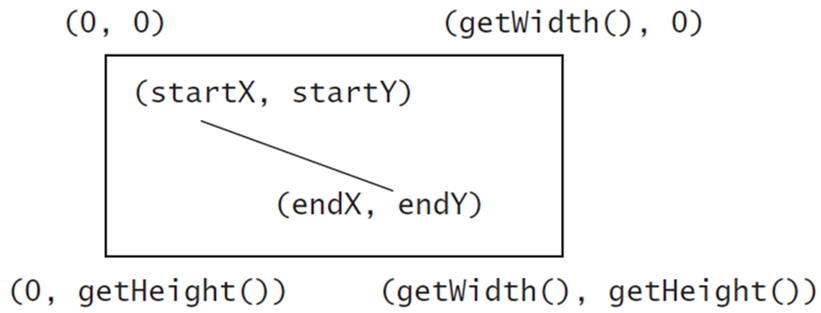 (0, 0) (getWidth(), 0)
(startX, startY)
(endX, endY)
(0, getHeight()) (getWidth(), getHeight())